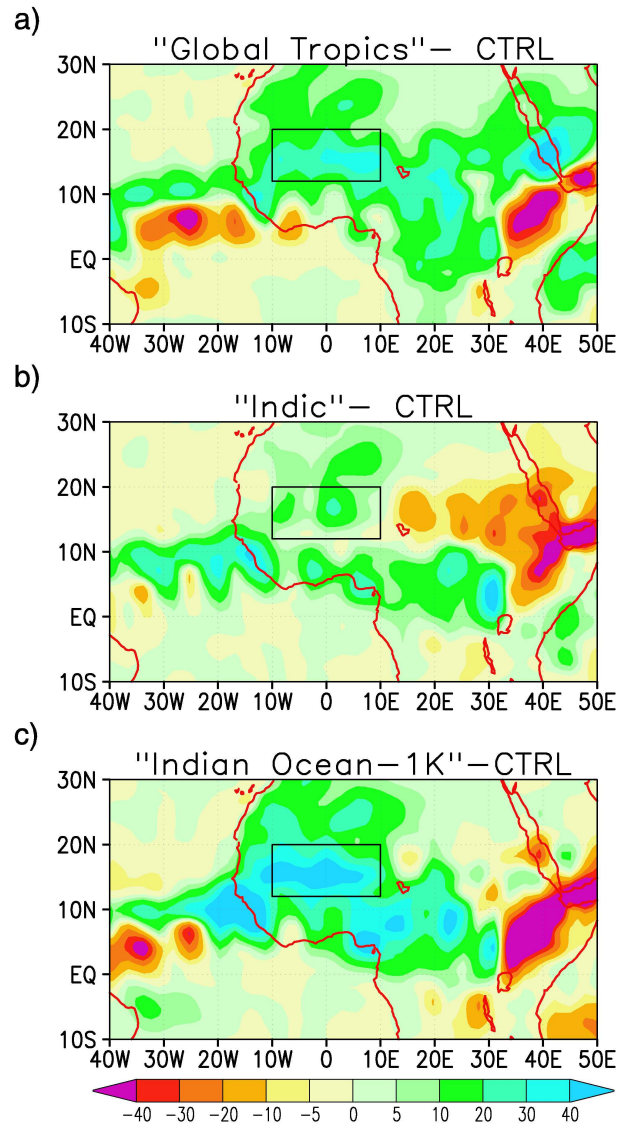 a)
"Global Tropics"- CTRL
30N
20N
10N
EQ
10S
40W 30W 20W 10W 0 10E 20E 30E 40E 50E
b)
"Indic"- CTRL
30N
20N
10N
EQ
10S
40W 30W 20W 10W 0 10E 20E 30E 40E 50E
c)
"Indian Ocean-1K"-CTRL
30N
20N
10N
EQ
10S
40W 30W 20W 10W 0 10E 20E 30E 40E 50E
-40 -30 -20 -10 -5 0 5 10 20 30 40